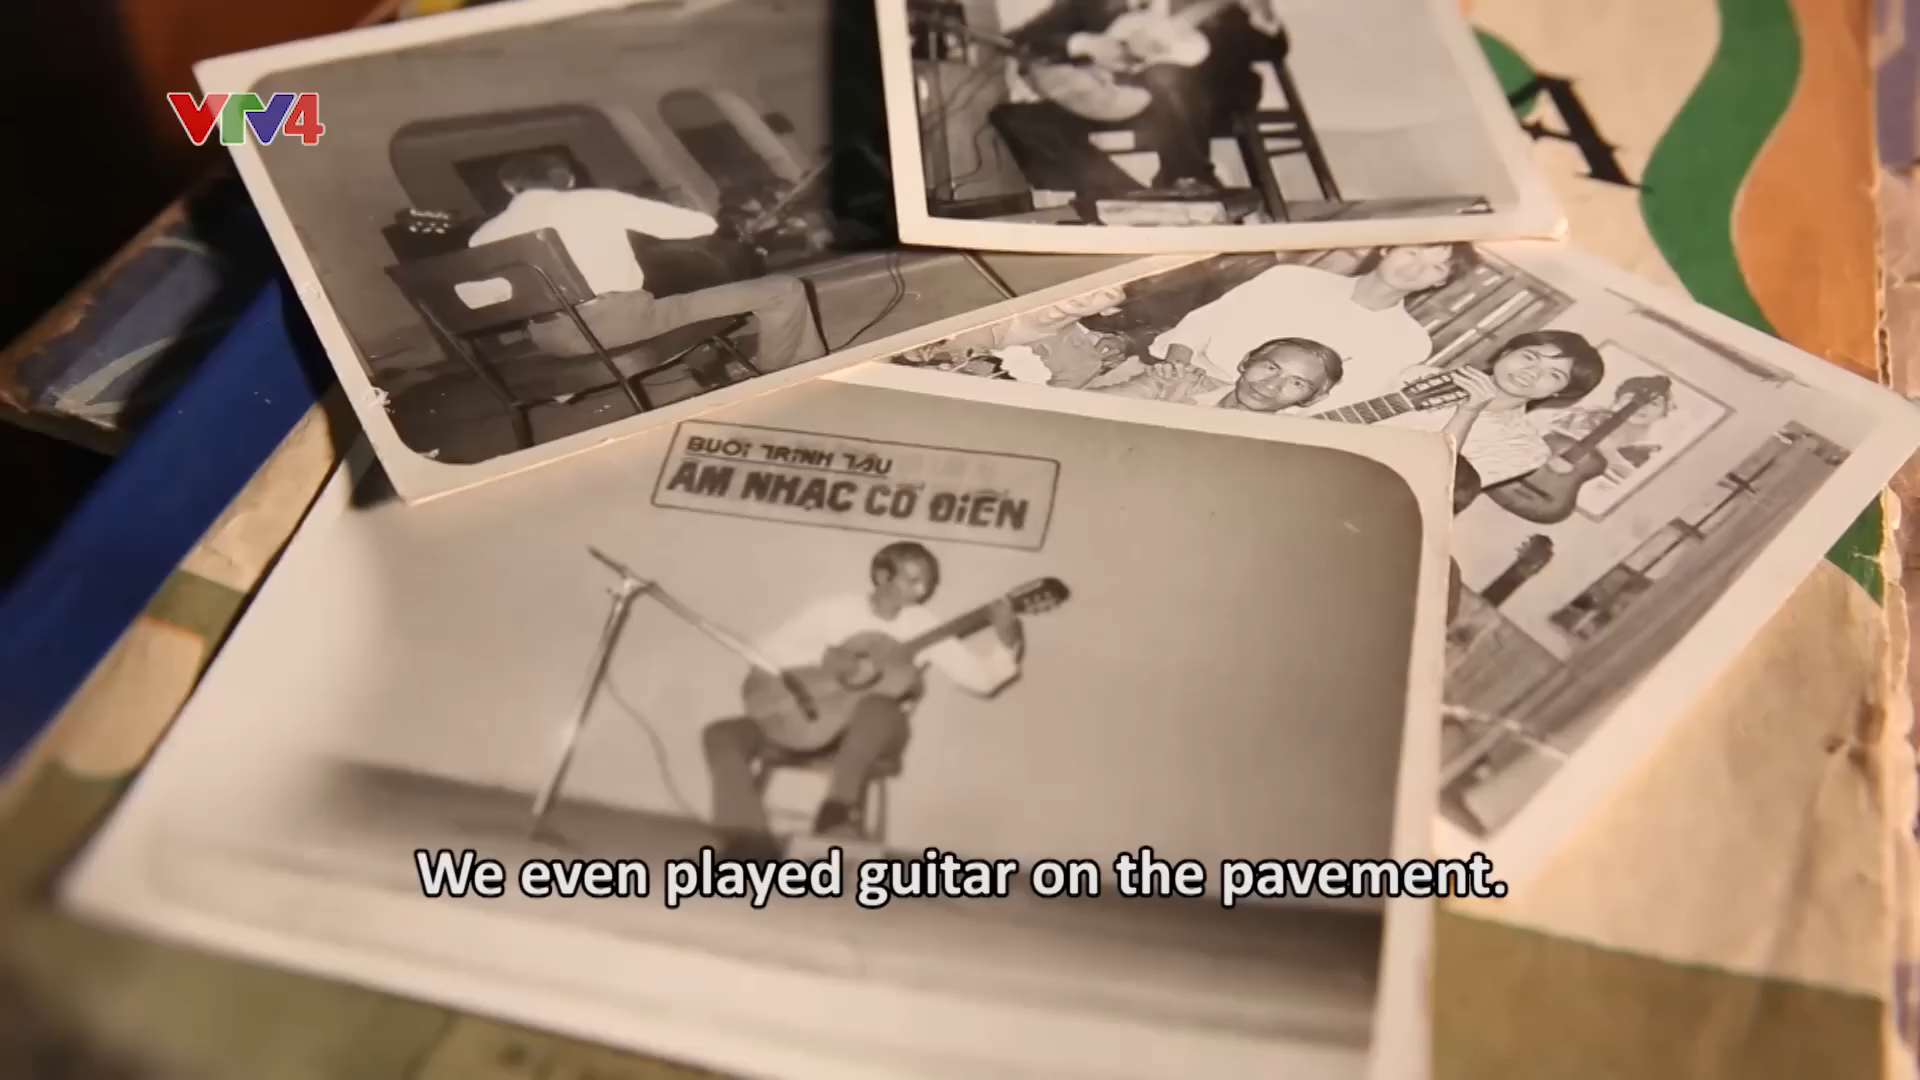 VTV4
A
BUỔI TRÌNH TẤU
ÂM NHẠC CỔ ĐIỂN
We even played guitar on the pavement.